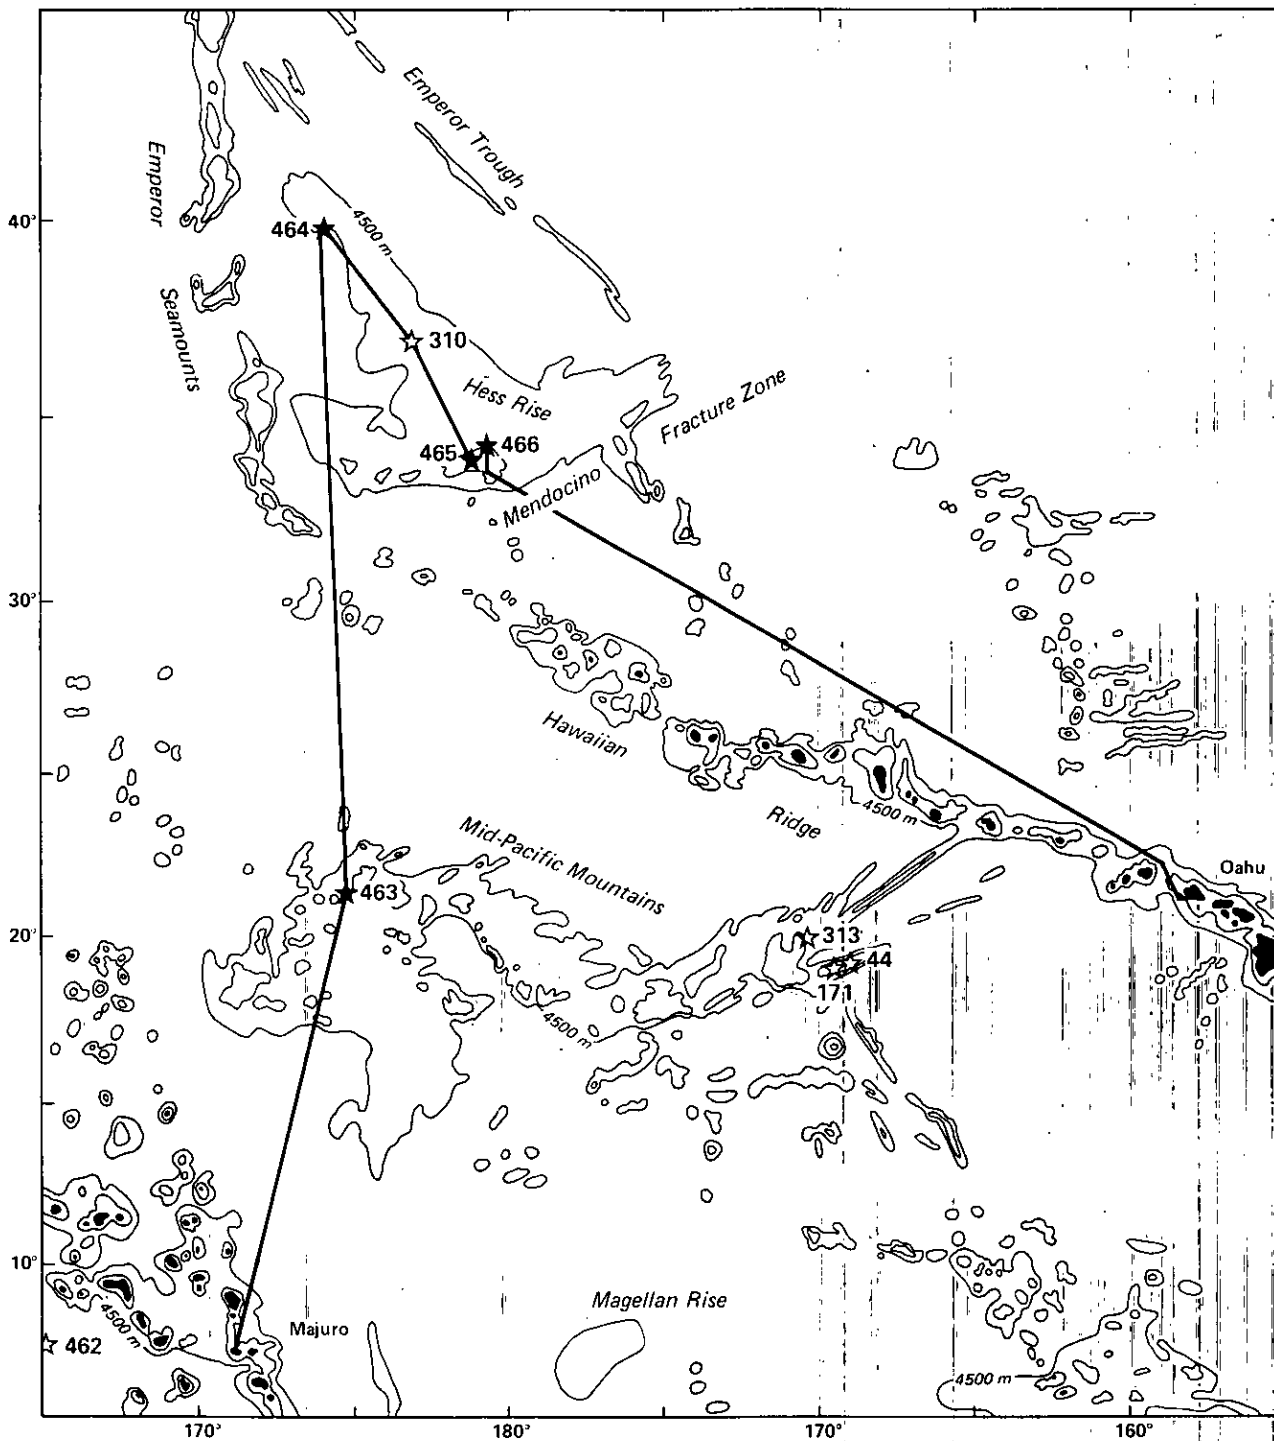 Emperor Trough
Emperor
Seamounts
40°
464
4500 m
310
Hess Rise
Fracture Zone
465
466
Mendocino
30°
Hawaiian
Ridge
4500 m
Mid-Pacific Mountains
Oahu
463
20°
313
44
171
4500 m
10°
Magellan Rise
Majuro
4500 m
462
4500 m
170°
180°
170°
160°